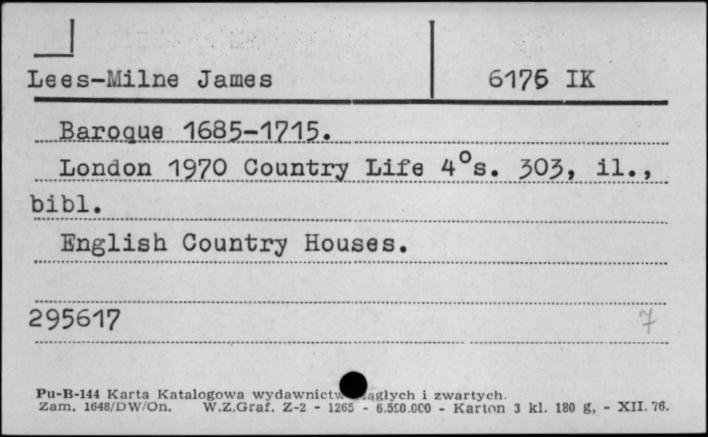 Lees-Milne James 6175 IK
Baroque 1685-1715.
London 1970 Country Life 4°s. 303, il.,
bibl.
English Country Houses.
295617 7
Pu-B-144 Karta Katalogowa wydawnictw ciągłych i zwartych.
Zam. 1648/DW/On. W.Z.Graf. Z-2 - 1265 - 6.500.000 - Karton 3 kl. 180 g, - XII. 76.